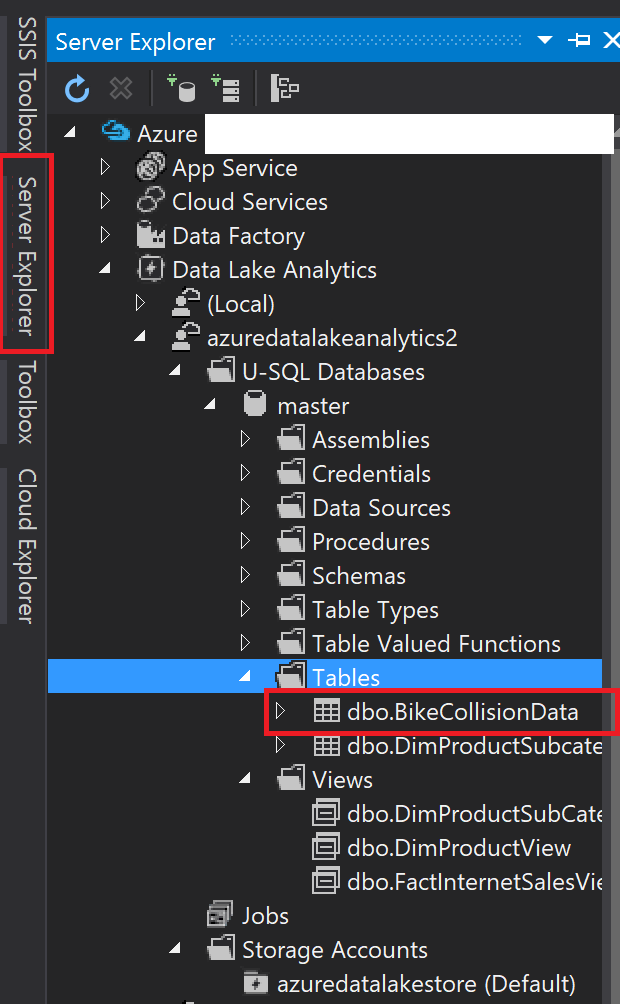 SSIS Toolbox
Server Explorer
Toolbox
Cloud Explorer
Server Explorer
Azure
App Service
Cloud Services
Data Factory
Data Lake Analytics
(Local)
azuredatalakeanalytics2
U-SQL Databases
master
Assemblies
Credentials
Data Sources
Procedures
Schemas
Table Types
Table Valued Functions
Tables
dbo.BikeCollisionData
dbo.DimProductSubcate
Views
dbo.DimProductSubCate
dbo.DimProductView
dbo.FactInternetSalesVie
Jobs
Storage Accounts
azuredatalakestore (Default)